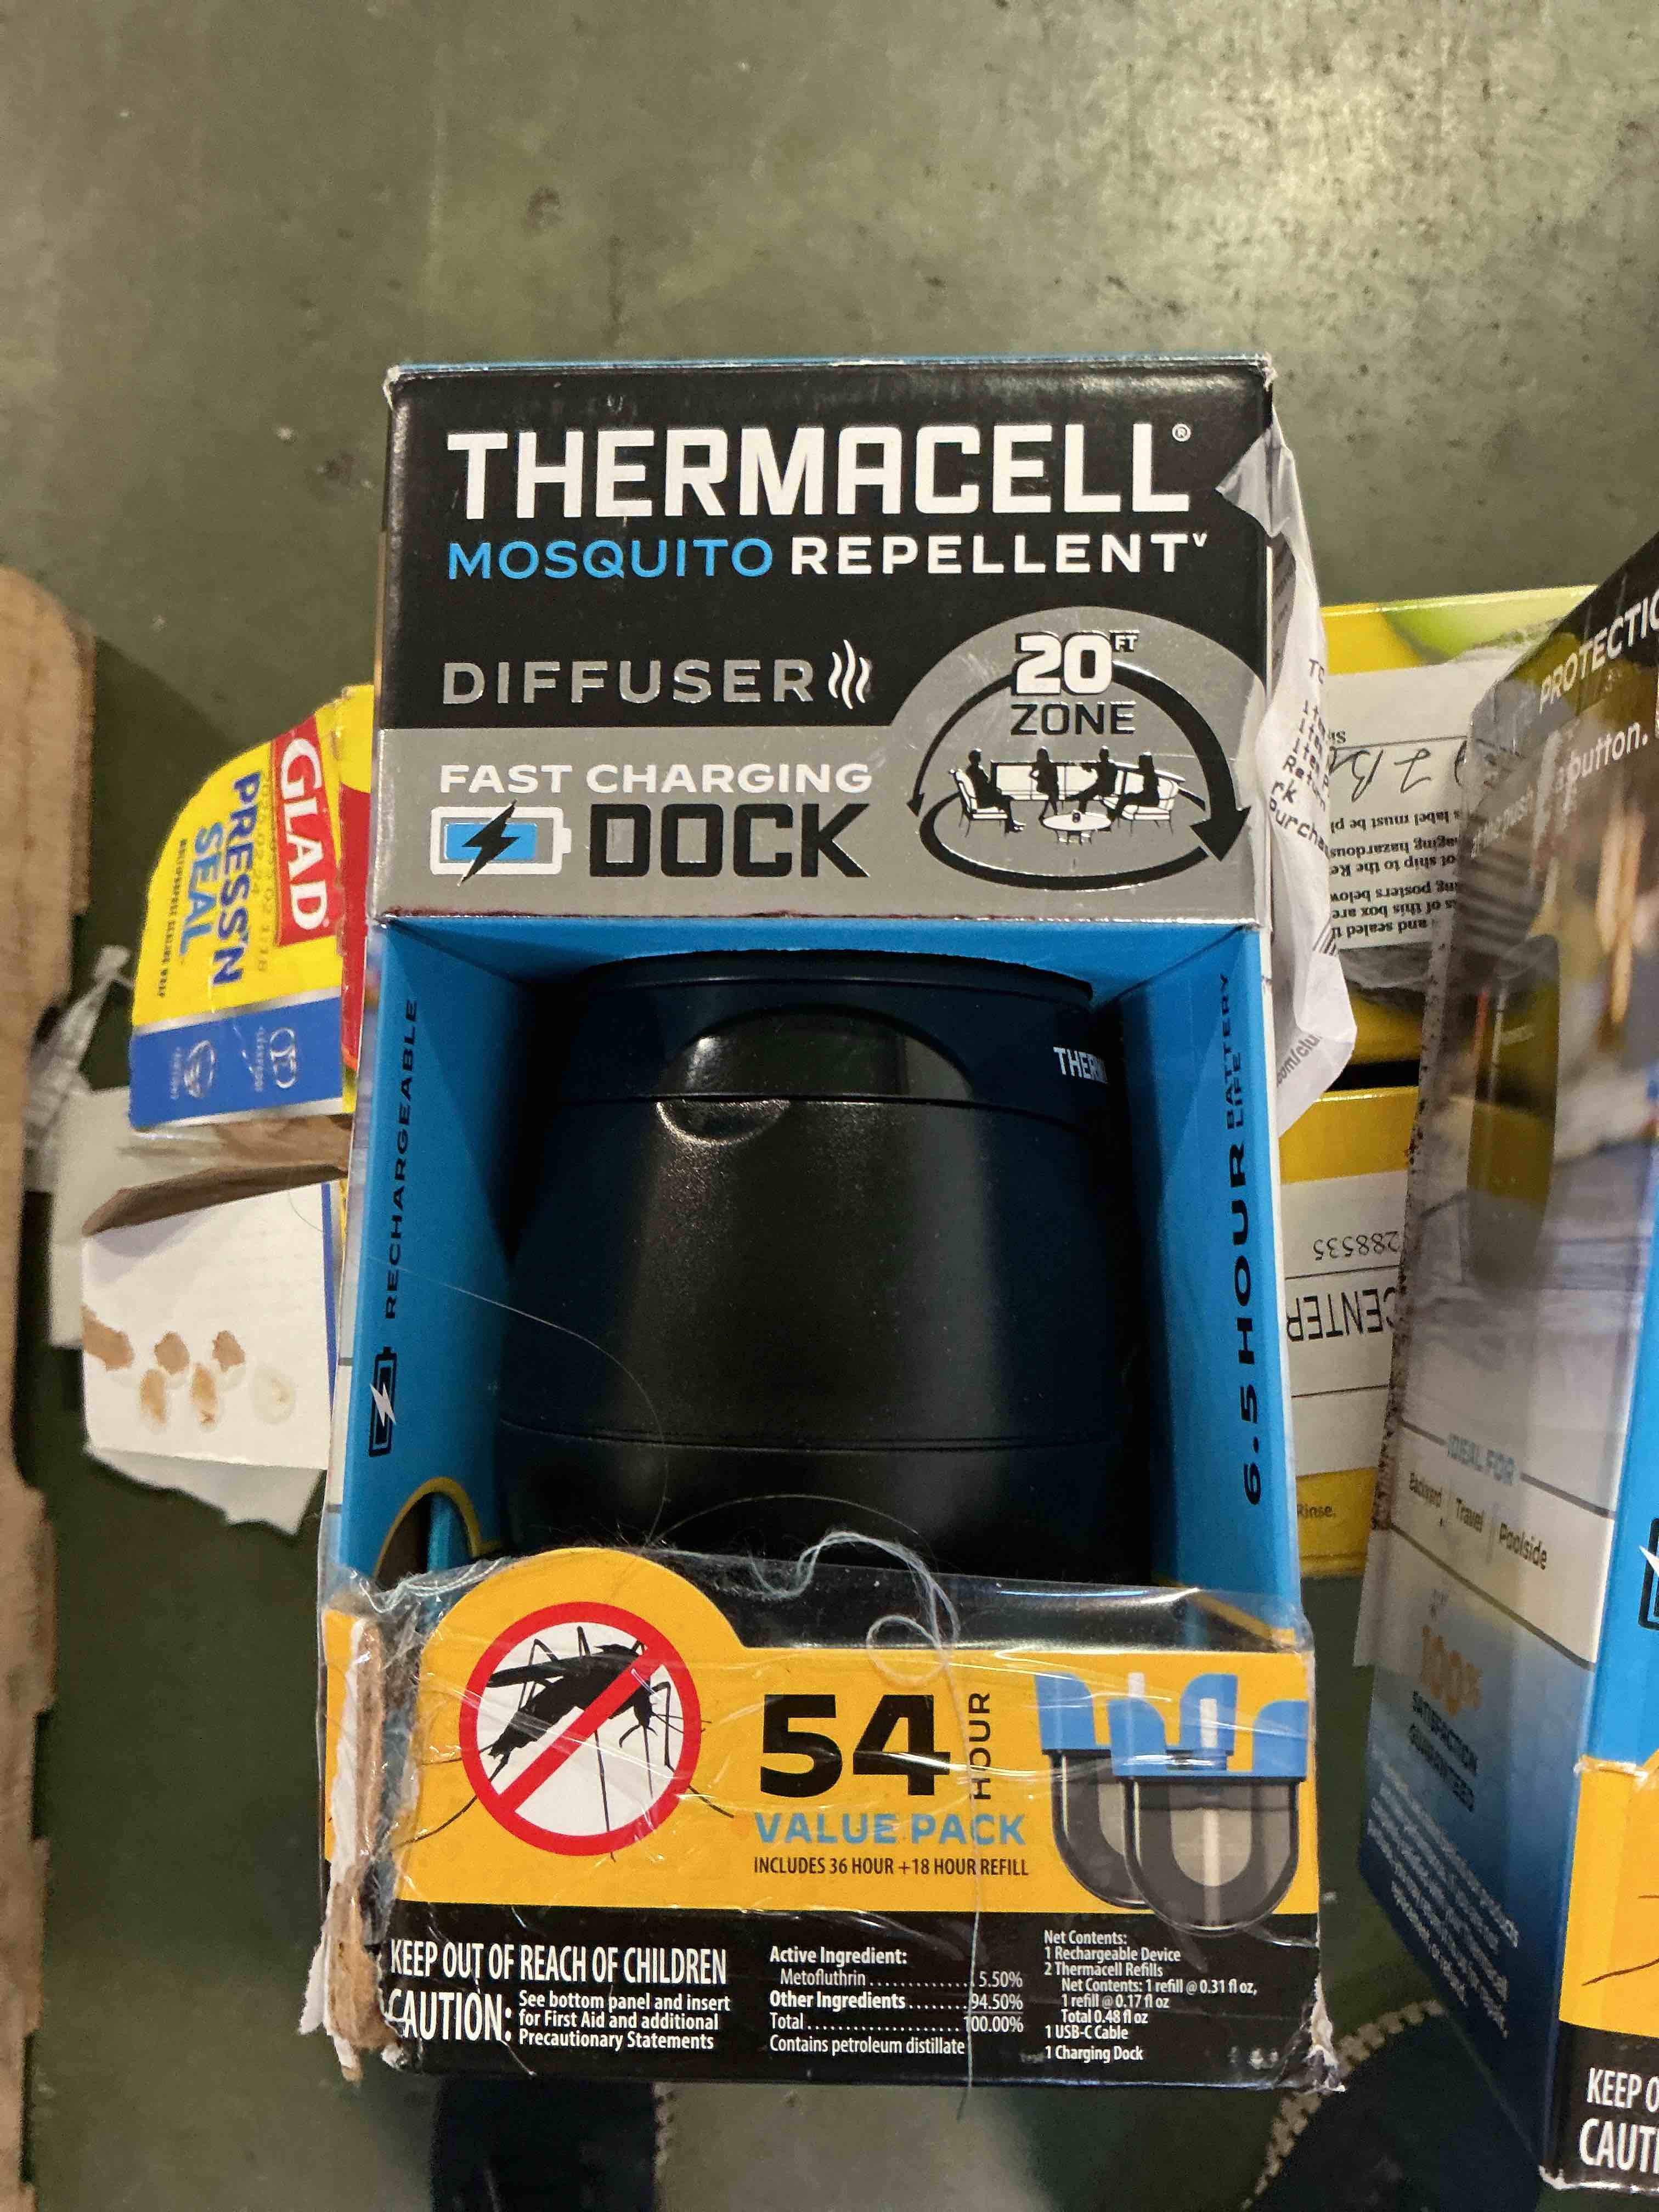 THERMACELL®
MOSQUITO REPELLENTᵛ
DIFFUSER
20 FT
ZONE
FAST CHARGING
DOCK
RECHARGEABLE
THERM
6.5 HOUR BATTERY LIFE
54 HOUR
VALUE PACK
INCLUDES 36 HOUR + 18 HOUR REFILL
KEEP OUT OF REACH OF CHILDREN
CAUTION: See bottom panel and insert
for First Aid and additional
Precautionary Statements
Active Ingredient:
Metofluthrin.............. 5.50%
Other Ingredients........ 94.50%
Total...................... 100.00%
Contains petroleum distillate
Net Contents:
1 Rechargeable Device
2 Thermacell Refills
Net Contents: 1 refill @ 0.31 fl oz,
1 refill @ 0.17 fl oz
Total 0.48 fl oz
1 USB-C Cable
1 Charging Dock
GLAD
PRESS'N
SEAL
288535
CENTER
Rinse.
PROTECTIO
button.
IDEAL FOR
Backyard | Travel | Poolside
100%
SATISFACTION
GUARANTEED
KEEP O
CAUTI